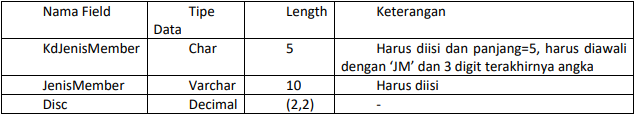 Nama Field Tipe Data Length Keterangan
KdJenisMember Char 5 Harus diisi dan panjang=5, harus diawali
dengan ‘JM’ dan 3 digit terakhirnya angka
JenisMember Varchar 10 Harus diisi
Disc Decimal (2,2) -